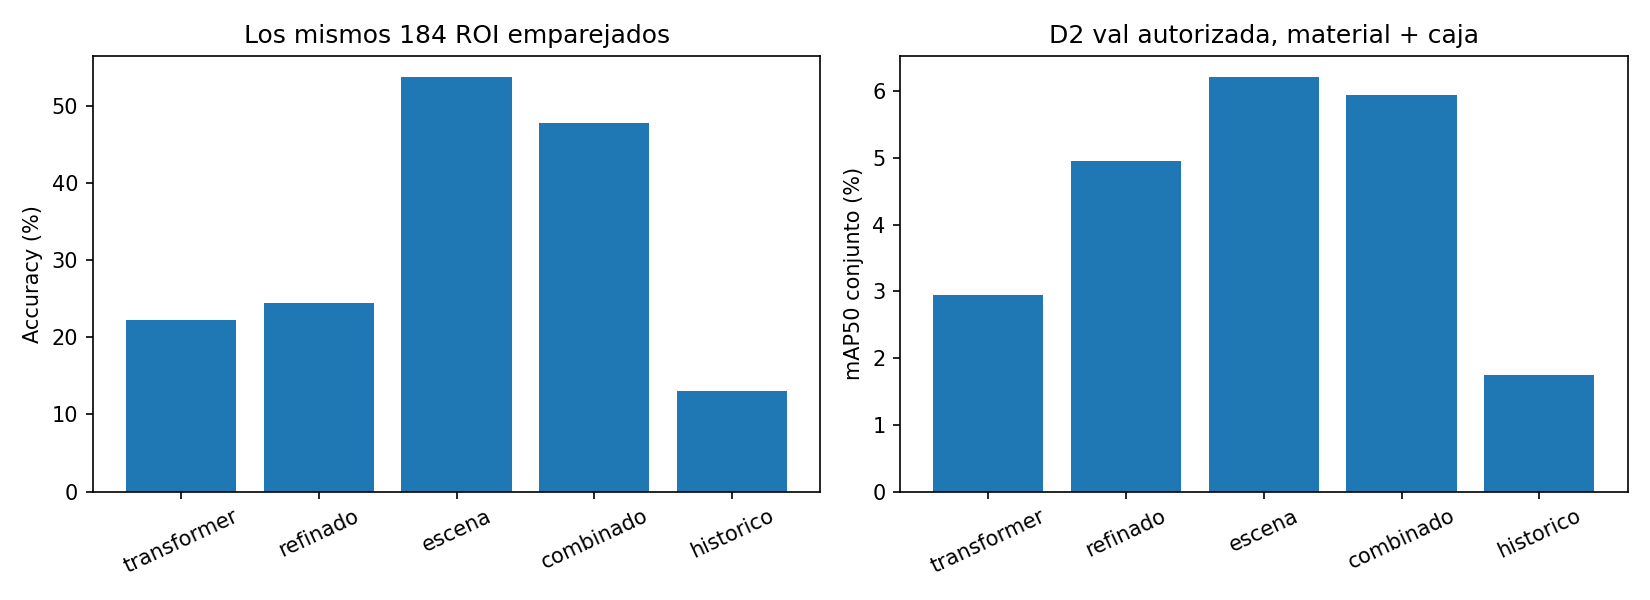 Los mismos 184 ROI emparejados
Accuracy (%)
50
40
30
20
10
0
transformer
refinado
escena
combinado
historico
D2 val autorizada, material + caja
mAP50 conjunto (%)
6
5
4
3
2
1
0
transformer
refinado
escena
combinado
historico